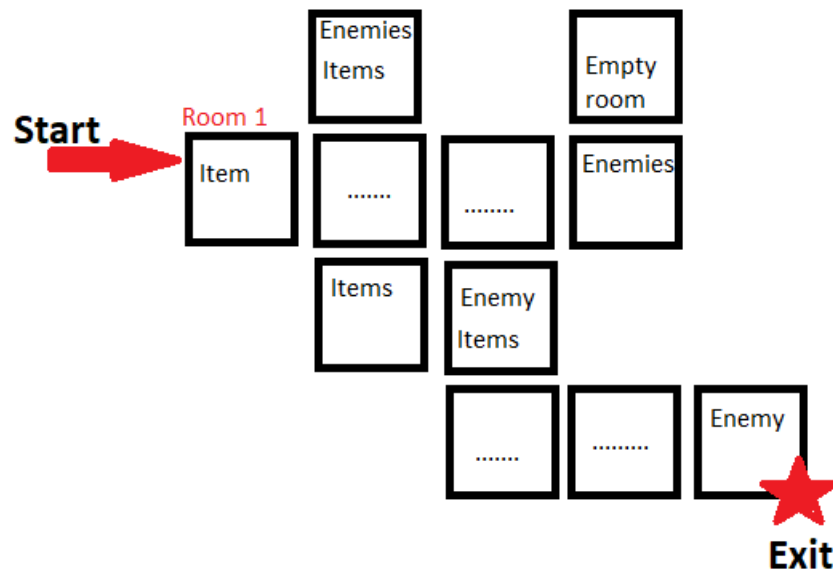 Enemies
Items
Empty
room
Room 1
Start
Item
.......
........
Enemies
Items
Enemy
Items
.......
.........
Enemy
Exit